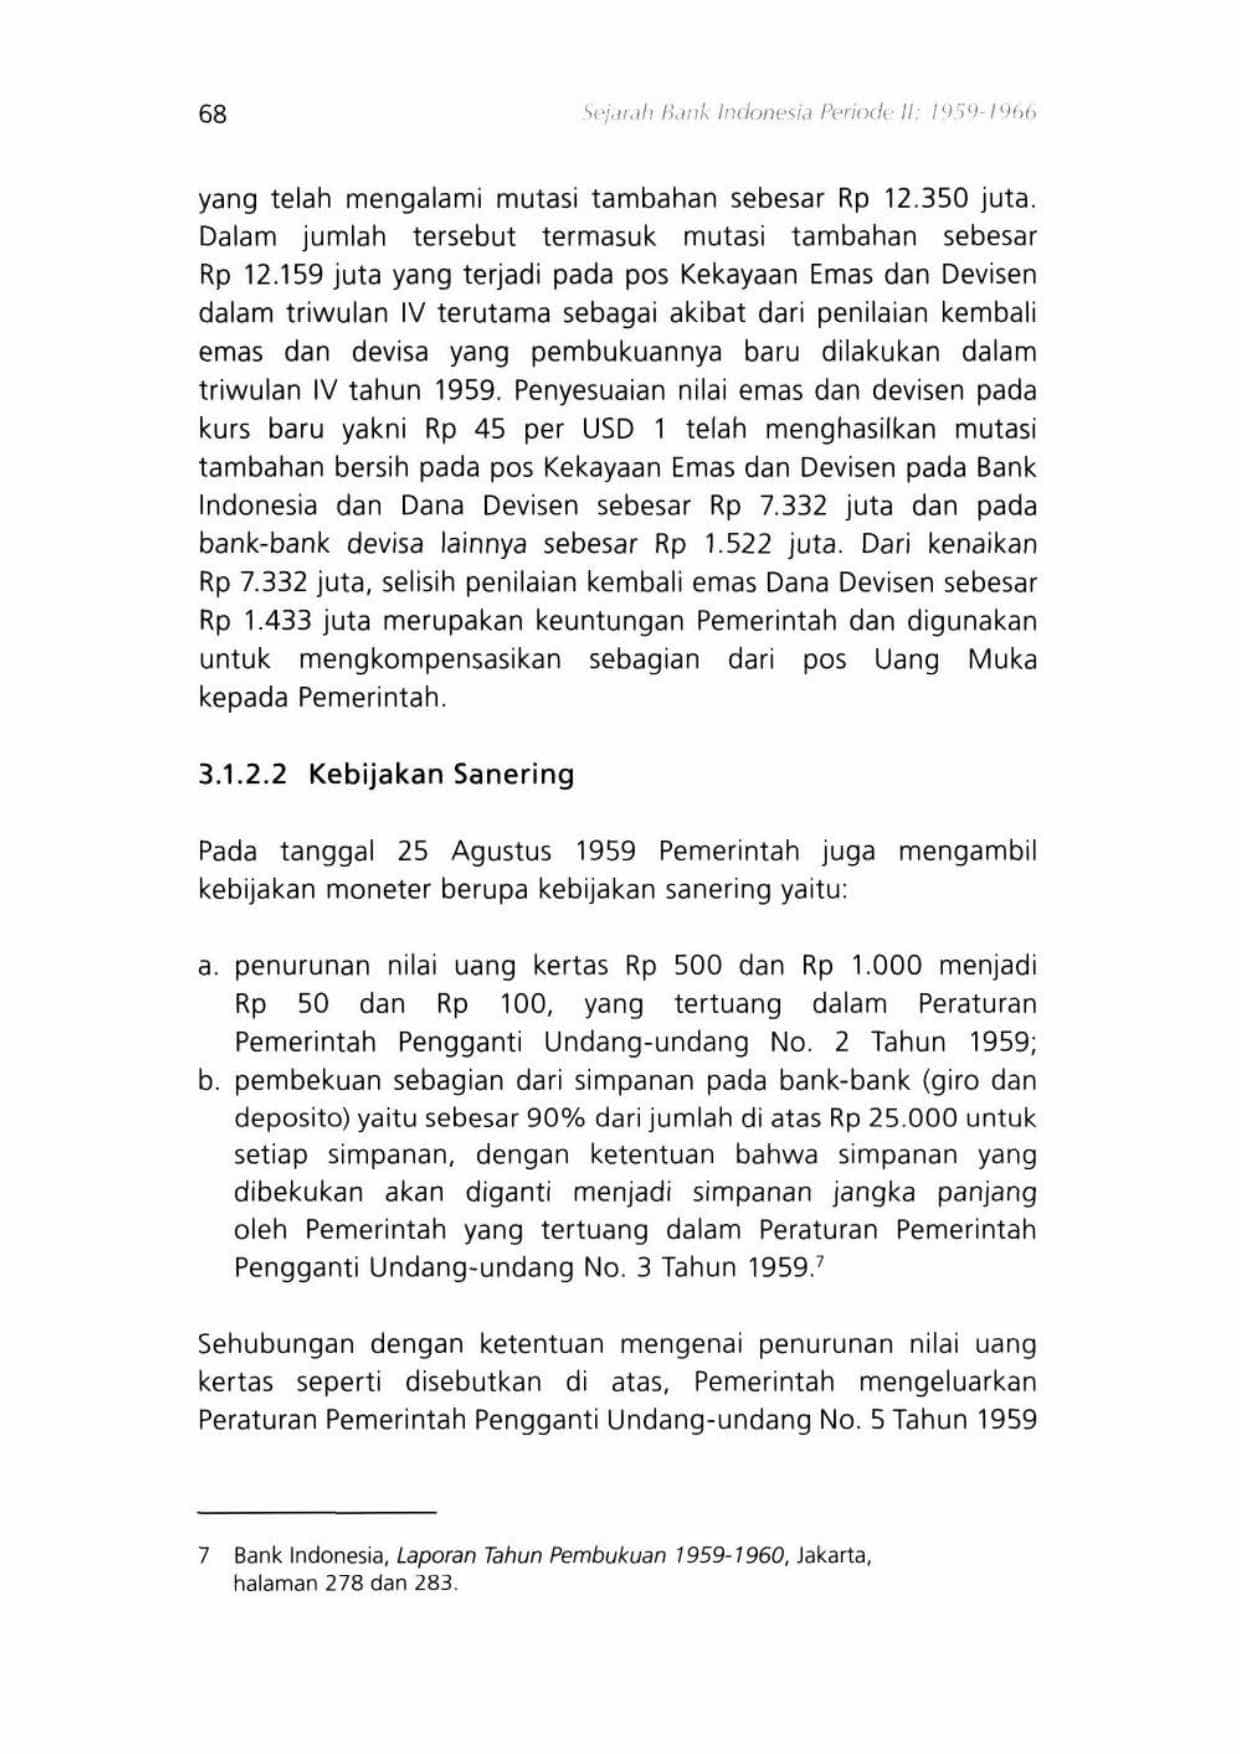 68
Sejarah Bank Indonesia Periode II: 1959-1966
yang telah mengalami mutasi tambahan sebesar Rp 12.350 juta.
Dalam jumlah tersebut termasuk mutasi tambahan sebesar
Rp 12.159 juta yang terjadi pada pos Kekayaan Emas dan Devisen
dalam triwulan IV terutama sebagai akibat dari penilaian kembali
emas dan devisa yang pembukuannya baru dilakukan dalam
triwulan IV tahun 1959. Penyesuaian nilai emas dan devisen pada
kurs baru yakni Rp 45 per USD 1 telah menghasilkan mutasi
tambahan bersih pada pos Kekayaan Emas dan Devisen pada Bank
Indonesia dan Dana Devisen sebesar Rp 7.332 juta dan pada
bank-bank devisa lainnya sebesar Rp 1.522 juta. Dari kenaikan
Rp 7.332 juta, selisih penilaian kembali emas Dana Devisen sebesar
Rp 1.433 juta merupakan keuntungan Pemerintah dan digunakan
untuk mengkompensasikan sebagian dari pos Uang Muka
kepada Pemerintah.
3.1.2.2 Kebijakan Sanering
Pada tanggal 25 Agustus 1959 Pemerintah juga mengambil
kebijakan moneter berupa kebijakan sanering yaitu:
a. penurunan nilai uang kertas Rp 500 dan Rp 1.000 menjadi
Rp 50 dan Rp 100, yang tertuang dalam Peraturan
Pemerintah Pengganti Undang-undang No. 2 Tahun 1959;
b. pembekuan sebagian dari simpanan pada bank-bank (giro dan
deposito) yaitu sebesar 90% dari jumlah di atas Rp 25.000 untuk
setiap simpanan, dengan ketentuan bahwa simpanan yang
dibekukan akan diganti menjadi simpanan jangka panjang
oleh Pemerintah yang tertuang dalam Peraturan Pemerintah
Pengganti Undang-undang No. 3 Tahun 1959.7
Sehubungan dengan ketentuan mengenai penurunan nilai uang
kertas seperti disebutkan di atas, Pemerintah mengeluarkan
Peraturan Pemerintah Pengganti Undang-undang No. 5 Tahun 1959
7 Bank Indonesia, Laporan Tahun Pembukuan 1959-1960, Jakarta,
halaman 278 dan 283.